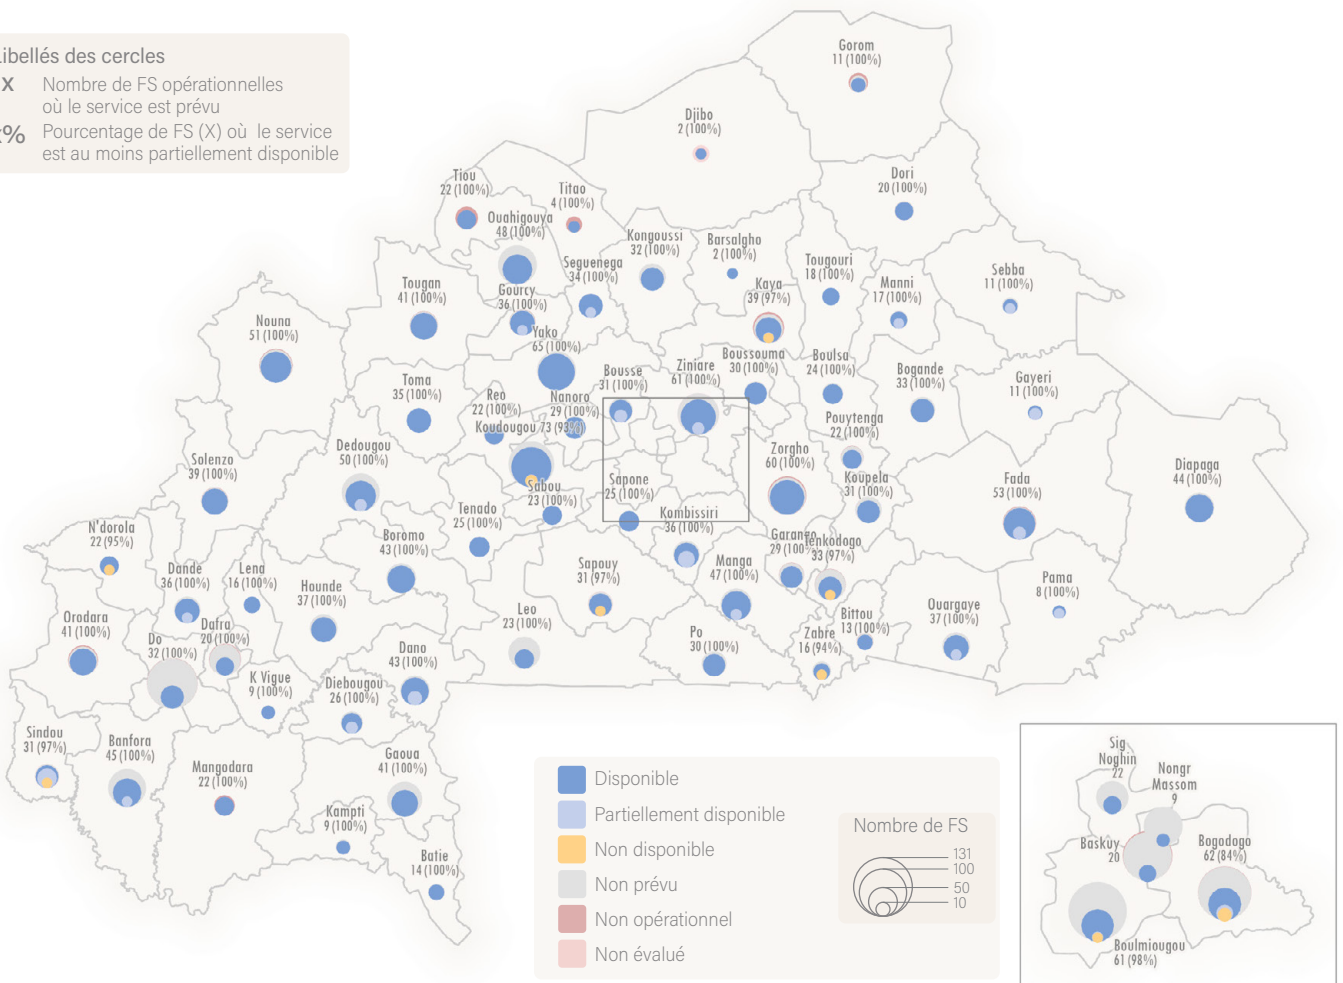 Libellés des cercles
X Nombre de FS opérationnelles
où le service est prévu
% Pourcentage de FS (X) où le service
est au moins partiellement disponible
Gorom
11 (100%)
Djibo
2 (100%)
Dori
20 (100%)
Tiou
22 (100%)
Titao
4 (100%)
Ouahigouya
48 (100%)
Kongoussi
32 (100%)
Barsalgho
2 (100%)
Tougouri
18 (100%)
Seguenega
34 (100%)
Kaya
39 (97%)
Manni
17 (100%)
Sebba
11 (100%)
Tougan
41 (100%)
Gourcy
36 (100%)
Nouna
51 (100%)
Yako
65 (100%)
Bousse
31 (100%)
Ziniare
61 (100%)
Boussouma
30 (100%)
Boulsa
24 (100%)
Bogande
33 (100%)
Gayeri
11 (100%)
Toma
35 (100%)
Reo
22 (100%)
Nanoro
29 (100%)
Koudougou 73 (93%)
Pouytenga
22 (100%)
Dedougou
50 (100%)
Solenzo
39 (100%)
Zorgho
60 (100%)
Koupela
31 (100%)
Fada
53 (100%)
Diapaga
44 (100%)
Sabou
23 (100%)
Sapone
25 (100%)
Tenado
25 (100%)
Kombissiri
36 (100%)
N'dorola
22 (95%)
Boromo
43 (100%)
Garango
29 (100%)
Tenkodogo
33 (97%)
Dande
36 (100%)
Lena
16 (100%)
Hounde
37 (100%)
Sapouy
31 (97%)
Manga
47 (100%)
Pama
8 (100%)
Orodara
41 (100%)
Do
32 (100%)
Dafra
20 (100%)
Leo
23 (100%)
Bittou
13 (100%)
Ouargaye
37 (100%)
Po
30 (100%)
Zabre
16 (94%)
Dano
43 (100%)
K Vigue
9 (100%)
Diebougou
26 (100%)
Sindou
31 (97%)
Banfora
45 (100%)
Mangodara
22 (100%)
Gaoua
41 (100%)
Kampti
9 (100%)
Batie
14 (100%)
Disponible
Partiellement disponible
Non disponible
Non prévu
Non opérationnel
Non évalué
Nombre de FS
131
100
50
10
Sig
Noghin
22
Nongr
Massom
9
Baskuy
20
Bogodogo
62 (84%)
Boulmiougou
61 (98%)